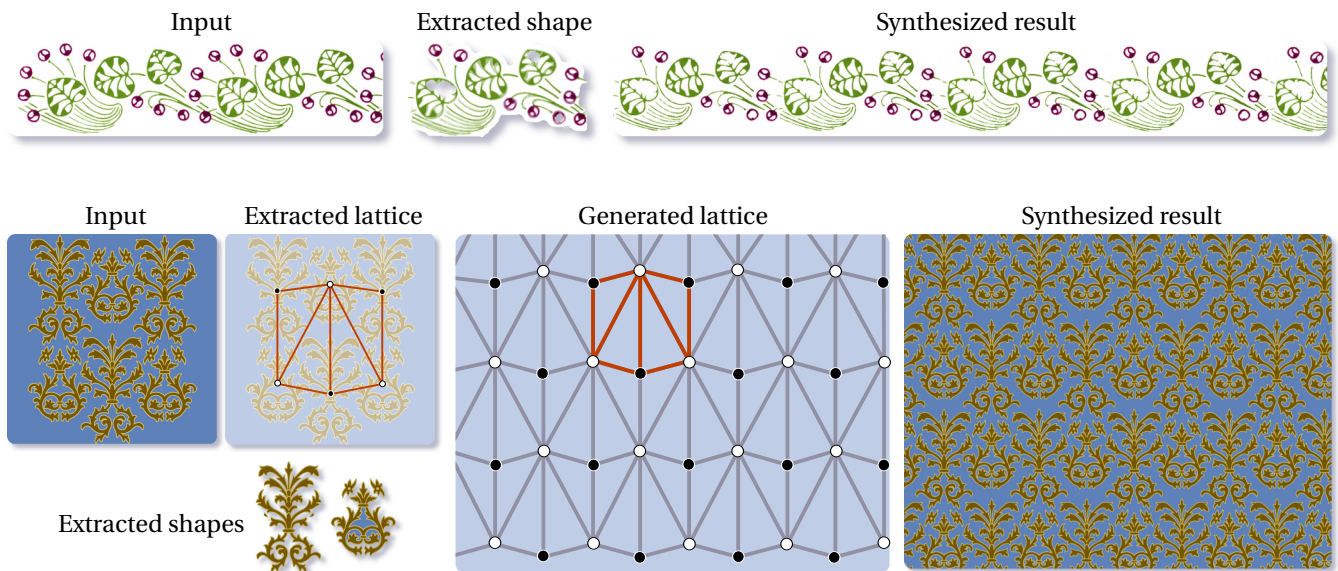 Input
Extracted shape
Synthesized result
Input
Extracted lattice
Generated lattice
Synthesized result
Extracted shapes